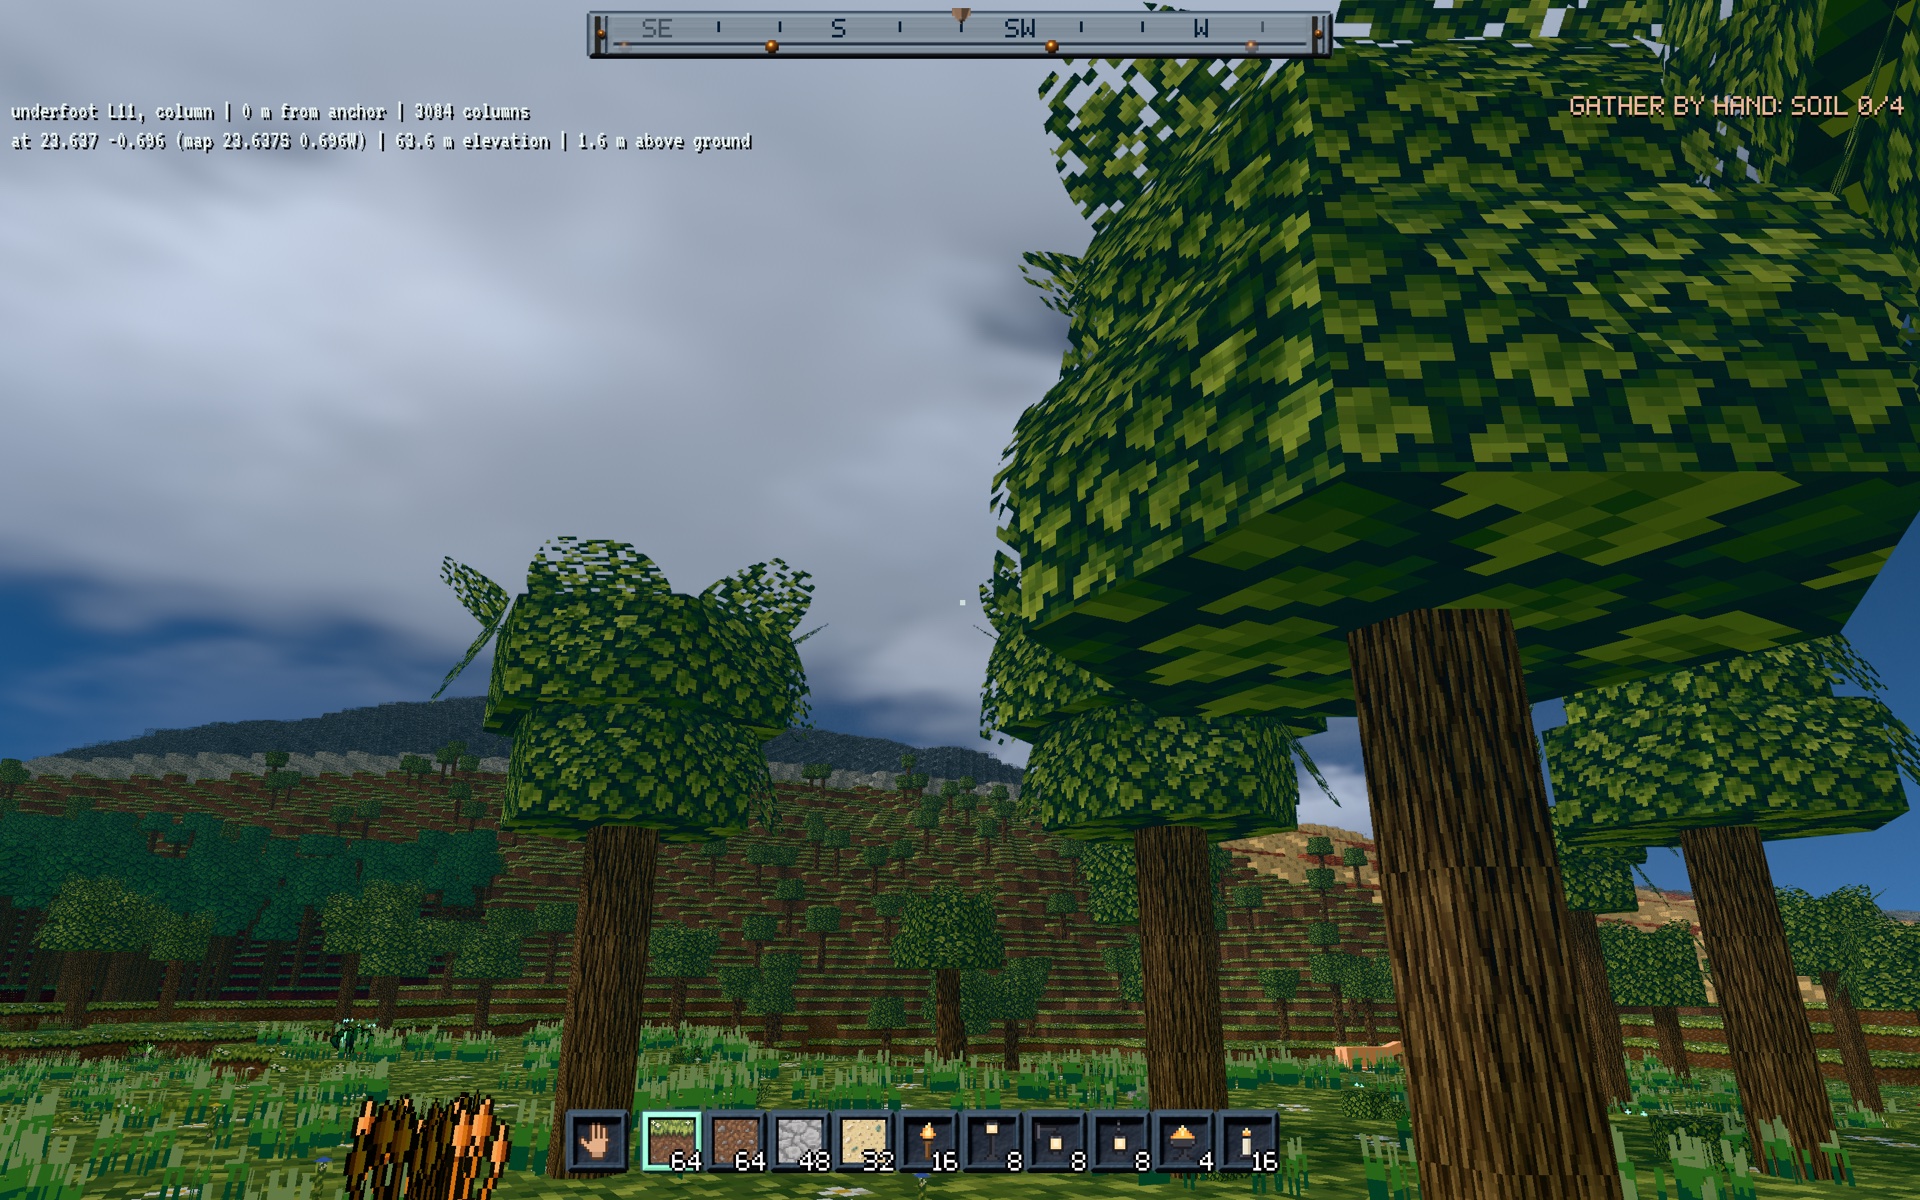 SE S SW W
underfoot L11, column | 0 m from anchor | 3084 columns
GATHER BY HAND: SOIL 0/4
at 23.637 -0.696 (map 23.637S 0.696W) | 63.6 m elevation | 1.6 m above ground
64 64 48 32 16 8 8 8 4 16